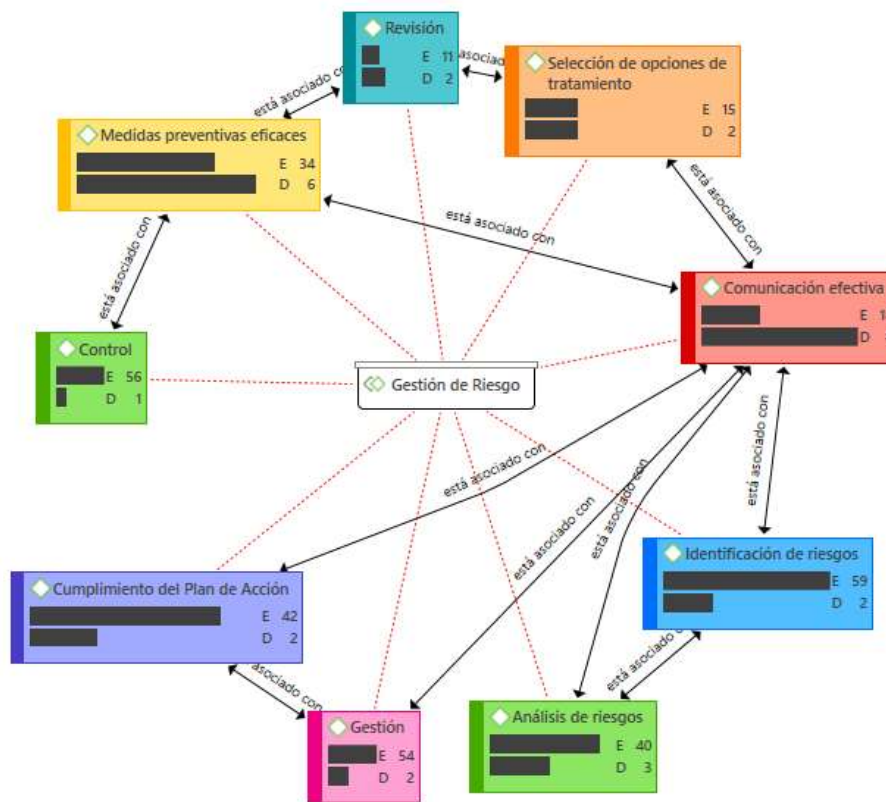 Revisión
E 11
D 2
Selección de opciones de
tratamiento
E 15
D 2
asociado
está asociado con
Medidas preventivas eficaces
E 34
D 6
está asociado con
está asociado con
está asociado con
Comunicación efectiva
E
D
Control
E 56
D 1
Gestión de Riesgo
está asociado con
está asociado con
está asociado con
está asociado con
Identificación de riesgos
E 59
D 2
Cumplimiento del Plan de Acción
E 42
D 2
está asociado
asociado con
Gestión
E 54
D 2
Análisis de riesgos
E 40
D 3